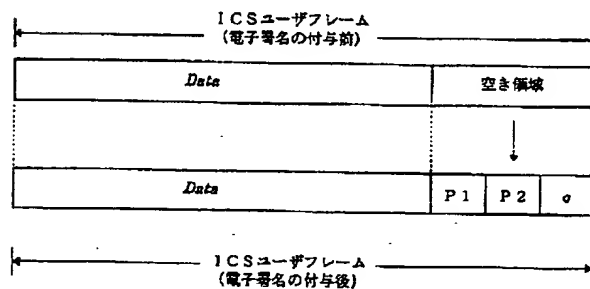 ICSユーザフレーム
(電子署名の付与前)
Data 空き領域
Data P1 P2 σ
ICSユーザフレーム
(電子署名の付与後)